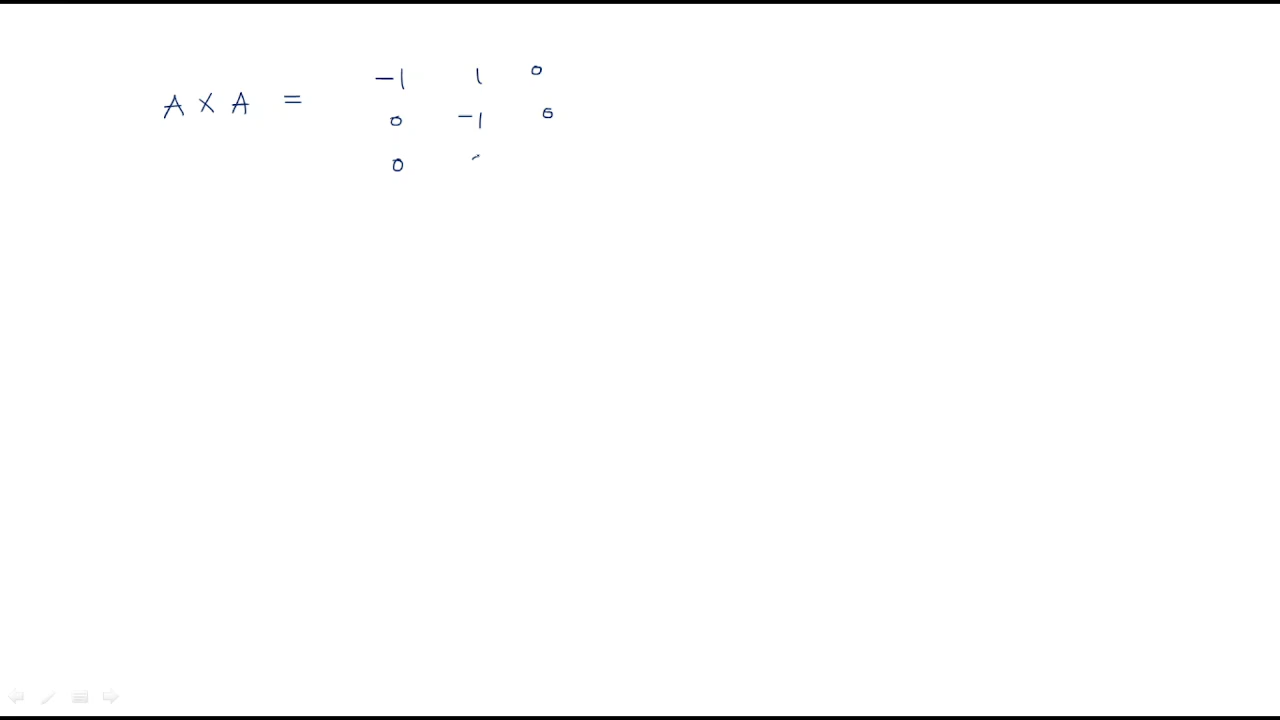 -1 1 0
A × A =
0 -1 0
0